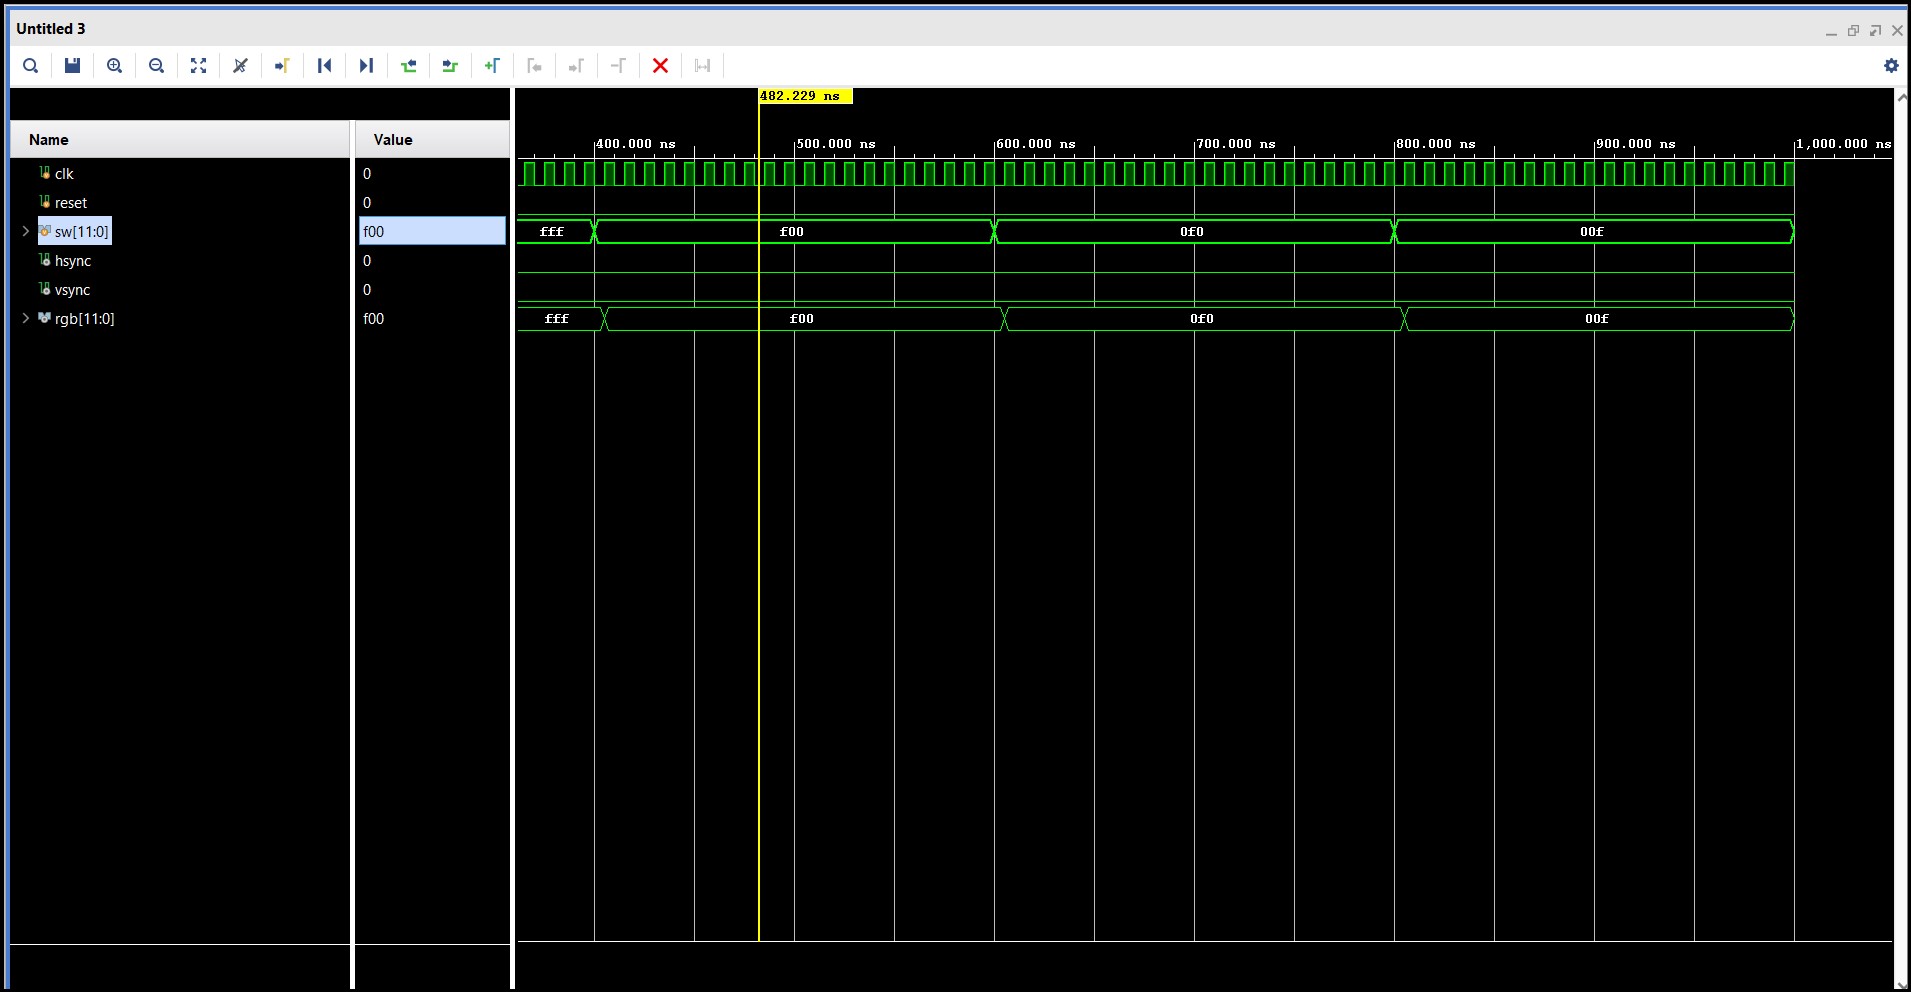 Untitled 3
482.229 ns
Name Value
400.000 ns 500.000 ns 600.000 ns 700.000 ns 800.000 ns 900.000 ns 1,000.000 ns
clk 0
reset 0
sw[11:0] f00 fff f00 0f0 00f
hsync 0
vsync 0
rgb[11:0] f00 fff f00 0f0 00f